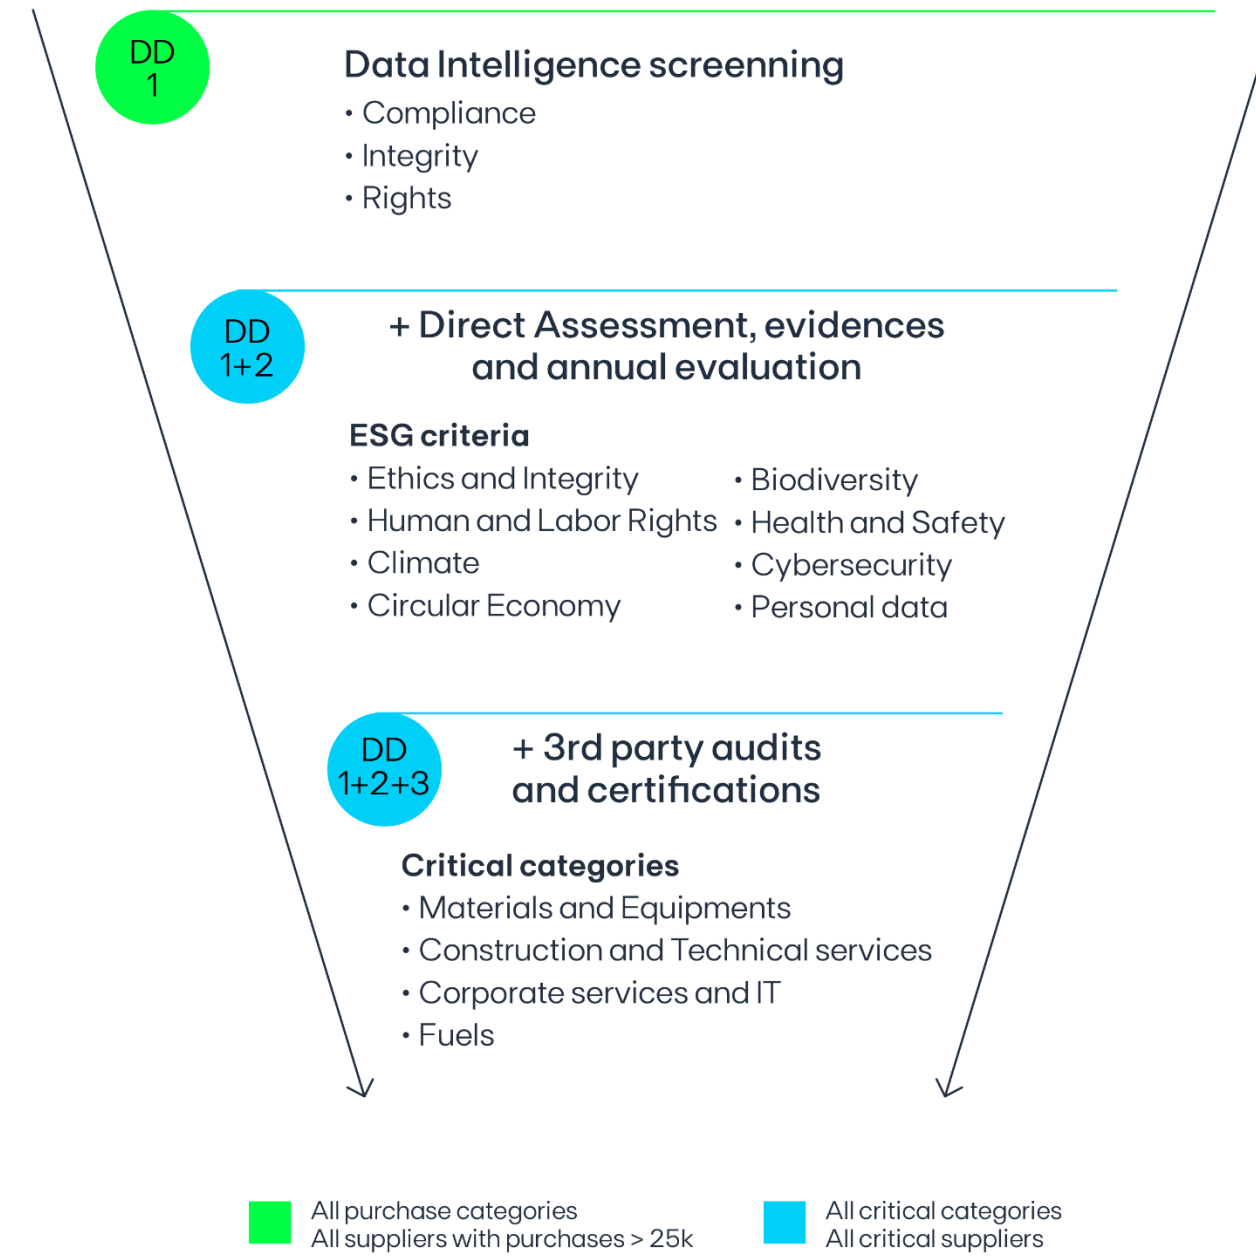 DD
1
Data Intelligence screenning
• Compliance
• Integrity
• Rights
DD
1+2
+ Direct Assessment, evidences
and annual evaluation
ESG criteria
• Ethics and Integrity
• Human and Labor Rights
• Climate
• Circular Economy
• Biodiversity
• Health and Safety
• Cybersecurity
• Personal data
DD
1+2+3
+ 3rd party audits
and certifications
Critical categories
• Materials and Equipments
• Construction and Technical services
• Corporate services and IT
• Fuels
All purchase categories
All suppliers with purchases > 25k
All critical categories
All critical suppliers